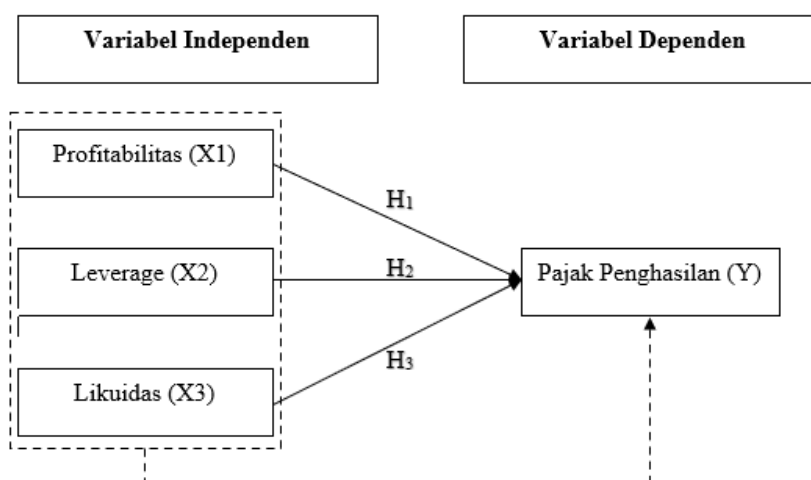 Variabel Independen
Variabel Dependen
Profitabilitas (X1)
H1
Leverage (X2)
H2
Pajak Penghasilan (Y)
H3
Likuidas (X3)